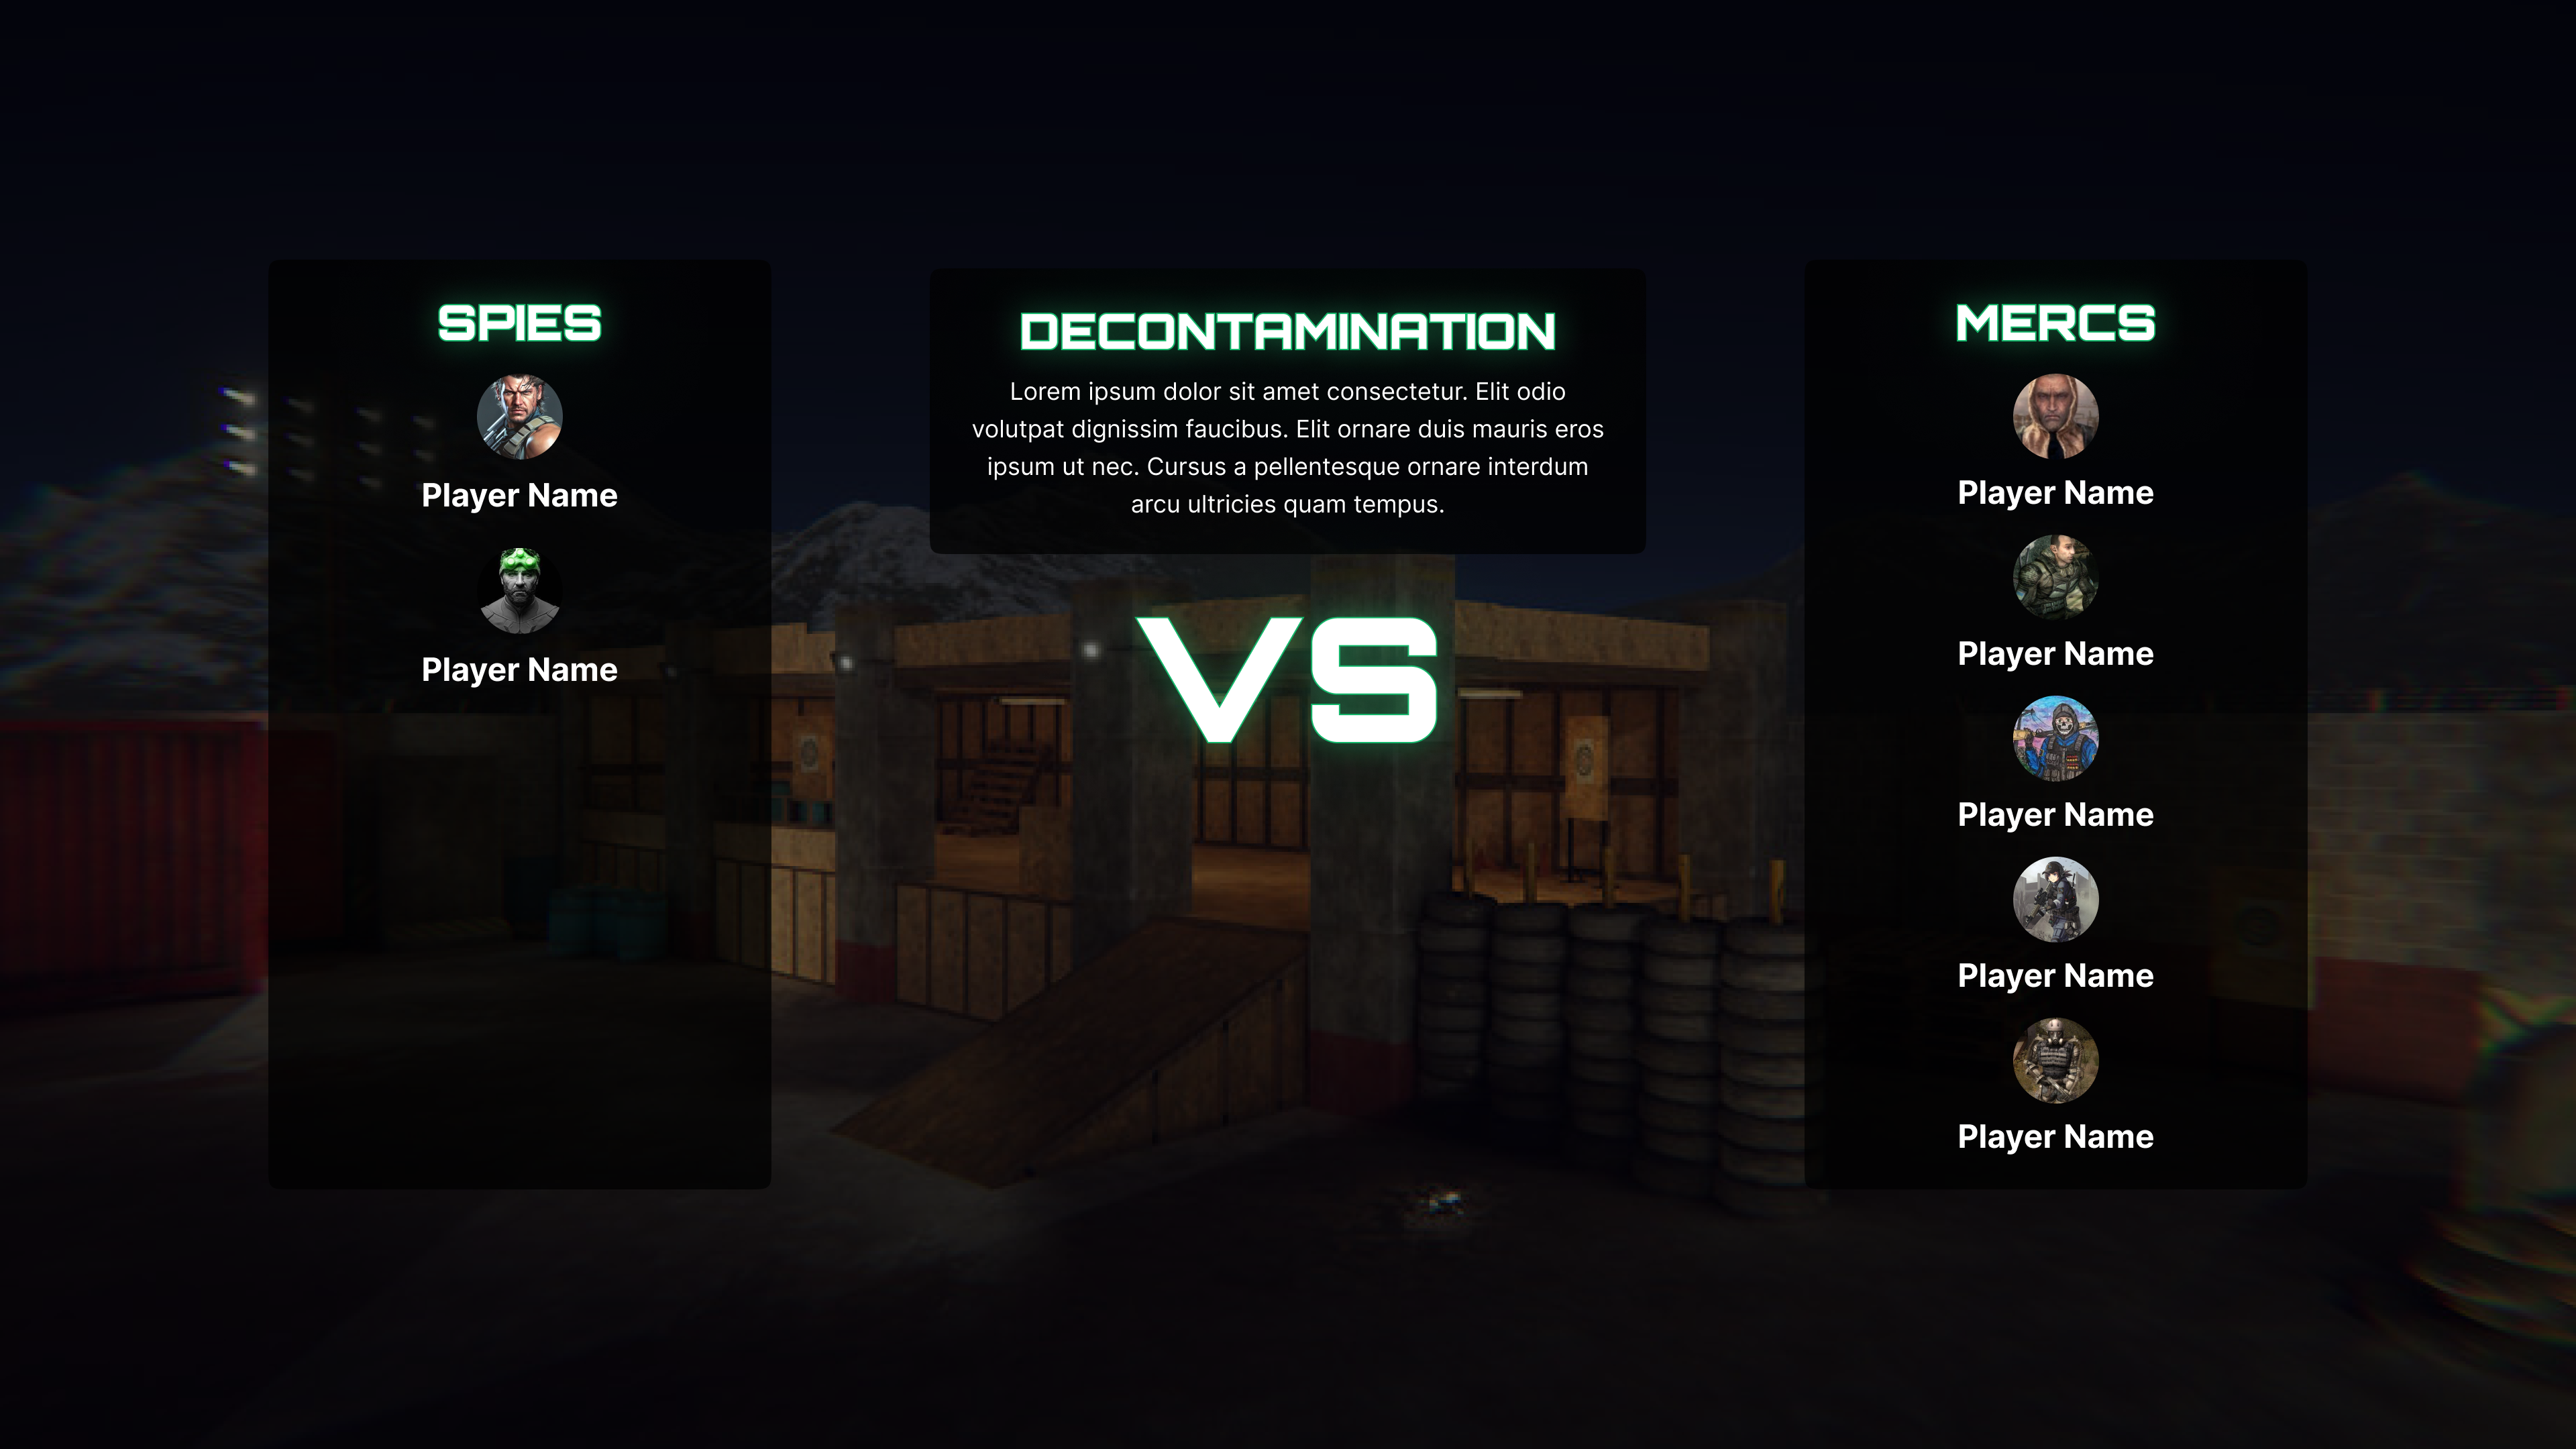 SPIES
Player Name
Player Name
DECONTAMINATION
Lorem ipsum dolor sit amet consectetur. Elit odio
volutpat dignissim faucibus. Elit ornare duis mauris eros
ipsum ut nec. Cursus a pellentesque ornare interdum
arcu ultricies quam tempus.
VS
MERCS
Player Name
Player Name
Player Name
Player Name
Player Name